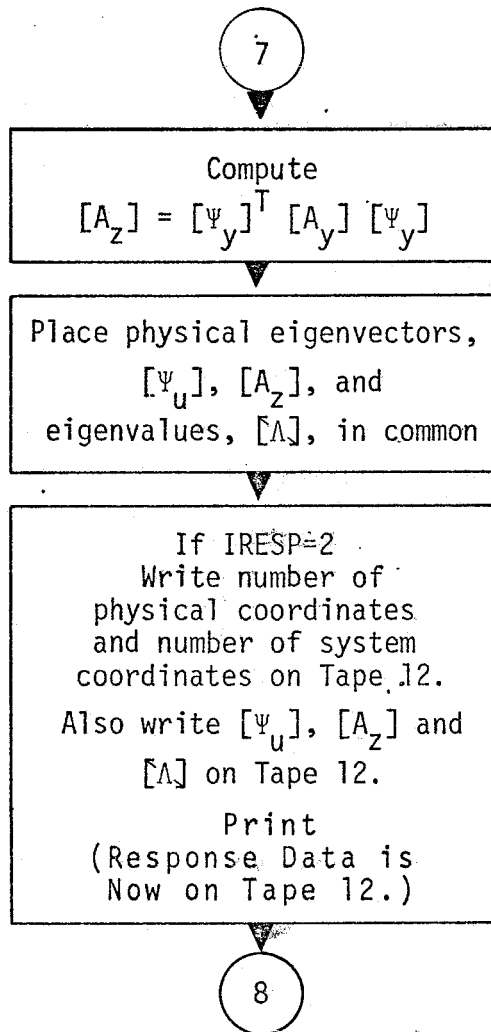 7
Compute
[A_z] = [Ψ_y]^T [A_y] [Ψ_y]
Place physical eigenvectors,
[Ψ_u], [A_z], and
eigenvalues, [Λ], in common
If IRESP=2
Write number of
physical coordinates
and number of system
coordinates on Tape 12.
Also write [Ψ_u], [A_z] and
[Λ] on Tape 12.
Print
(Response Data is
Now on Tape 12.)
8